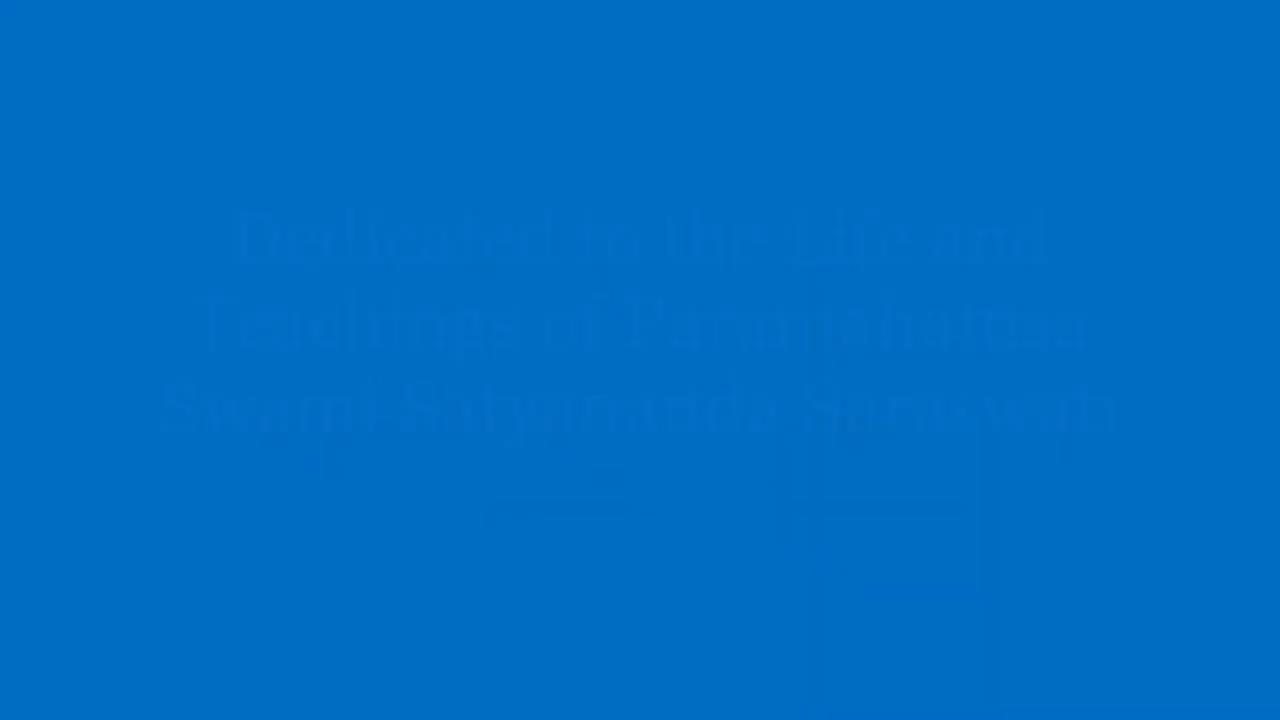 Dedicated to the Life and
Teachings of Paramahamsa
Swami Satyananda Saraswati